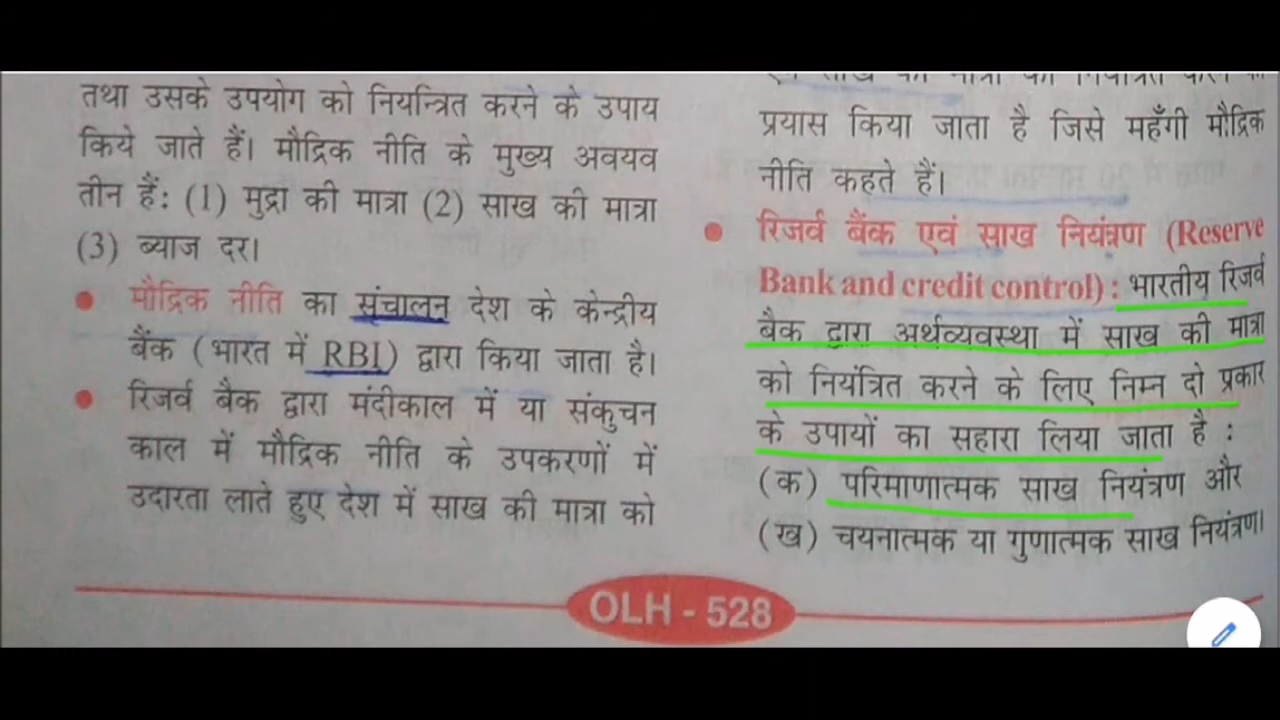 तथा उसके उपयोग को नियन्त्रित करने के उपाय
किये जाते हैं। मौद्रिक नीति के मुख्य अवयव
तीन हैं: (1) मुद्रा की मात्रा (2) साख की मात्रा
(3) ब्याज दर।
● मौद्रिक नीति का संचालन देश के केन्द्रीय
बैंक (भारत में RBI) द्वारा किया जाता है।
● रिजर्व बैंक द्वारा मंदीकाल में या संकुचन
काल में मौद्रिक नीति के उपकरणों में
उदारता लाते हुए देश में साख की मात्रा को
प्रयास किया जाता है जिसे महँगी मौद्रिक
नीति कहते हैं।
● रिजर्व बैंक एवं साख नियंत्रण (Reserve
Bank and credit control) : भारतीय रिजर्व
बैंक द्वारा अर्थव्यवस्था में साख की मात्रा
को नियंत्रित करने के लिए निम्न दो प्रकार
के उपायों का सहारा लिया जाता है :
(क) परिमाणात्मक साख नियंत्रण और
(ख) चयनात्मक या गुणात्मक साख नियंत्रण।
OLH - 528